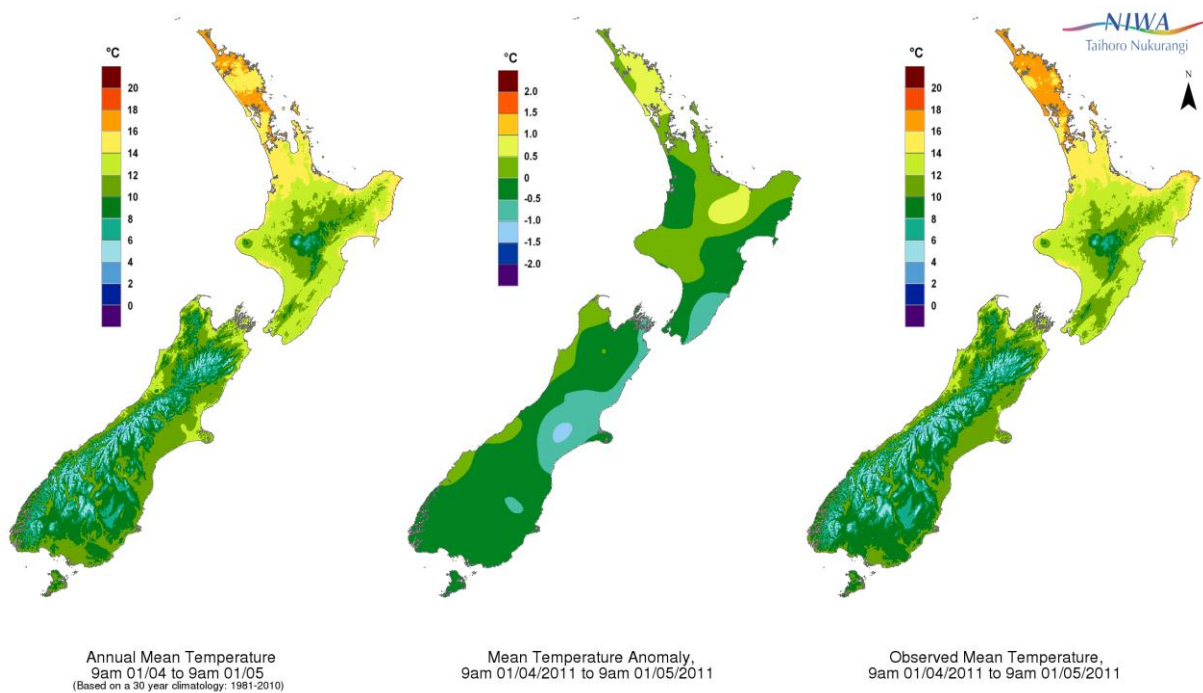 NIWA
Taihoro Nukurangi
N
°C
20
18
16
14
12
10
8
6
4
2
0
°C
2.0
1.5
1.0
0.5
0
-0.5
-1.0
-1.5
-2.0
°C
20
18
16
14
12
10
8
6
4
2
0
Annual Mean Temperature
9am 01/04 to 9am 01/05
(Based on a 30 year climatology: 1981-2010)
Mean Temperature Anomaly,
9am 01/04/2011 to 9am 01/05/2011
Observed Mean Temperature,
9am 01/04/2011 to 9am 01/05/2011